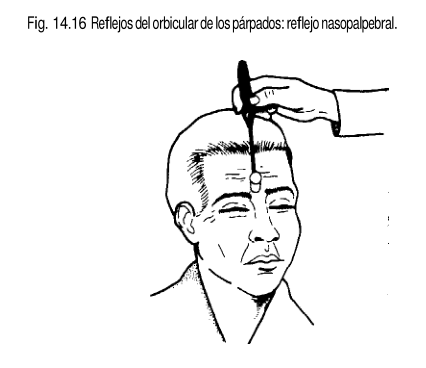 Fig. 14.16 Reflejos del orbicular de los párpados: reflejo nasopalpebral.